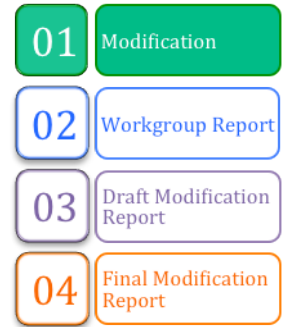 01 Modification
02 Workgroup Report
03 Draft Modification
Report
04 Final Modification
Report